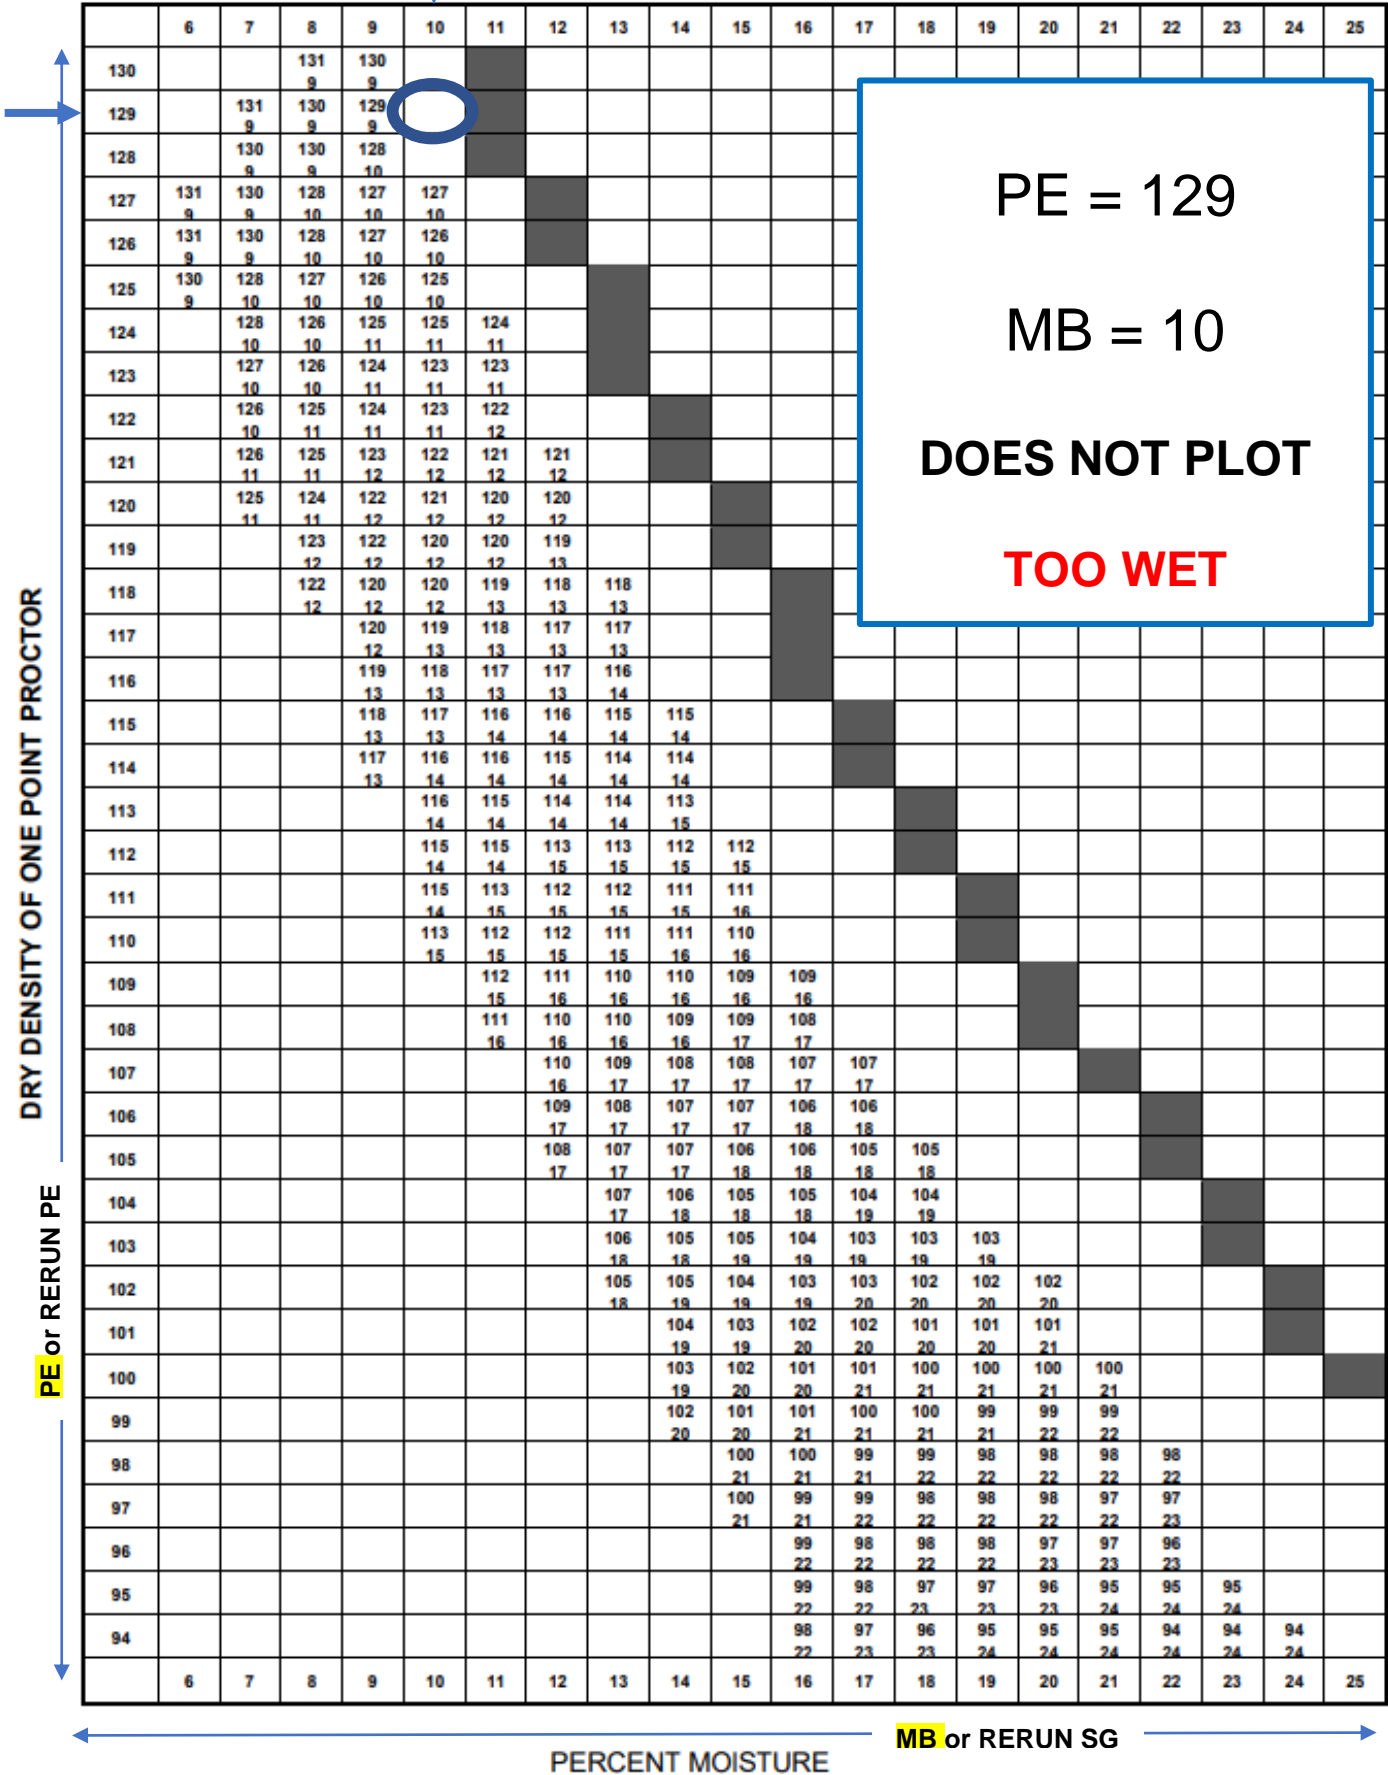 6 7 8 9 10 11 12 13 14 15 16 17 18 19 20 21 22 23 24 25
130 131 130
9 9
129 131 130 129
9 9 9
128 130 130 128
9 9 10
127 131 130 128 127 127
9 9 10 10 10
126 131 130 128 127 126
9 9 10 10 10
125 130 128 127 126 125
9 10 10 10 10
124 128 126 125 125 124
10 10 11 11 11
123 127 126 124 123 123
10 10 11 11 11
122 126 125 124 123 122
10 11 11 11 12
121 126 125 123 122 121 121
11 11 12 12 12 12
120 125 124 122 121 120 120
11 11 12 12 12 12
119 123 122 120 120 119
12 12 12 12 13
118 122 120 120 119 118 118
12 12 12 13 13 13
117 120 119 118 117 117
12 13 13 13 13
116 119 118 117 117 116
13 13 13 13 14
115 118 117 116 116 115 115
13 13 14 14 14 14
114 117 116 116 115 114 114
13 14 14 14 14 14
113 116 115 114 114 113
14 14 14 14 15
112 115 115 113 113 112 112
14 14 15 15 15 15
111 115 113 112 112 111 111
14 15 15 15 15 16
110 113 112 112 111 111 110
15 15 15 15 16 16
109 112 111 110 110 109 109
15 16 16 16 16 16
108 111 110 110 109 109 108
16 16 16 16 17 17
107 110 109 108 108 107 107
16 17 17 17 17 17
106 109 108 107 107 106 106
17 17 17 17 18 18
105 108 107 107 106 106 105 105
17 17 17 18 18 18 18
104 107 106 105 105 104 104
17 18 18 18 19 19
103 106 105 105 104 103 103 103
18 18 19 19 19 19 19
102 105 105 104 103 103 102 102 102
18 19 19 19 20 20 20 20
101 104 103 102 102 101 101 101
19 19 20 20 20 20 21
100 103 102 101 101 100 100 100 100
19 20 20 21 21 21 21 21
99 102 101 101 100 100 99 99 99
20 20 21 21 21 21 22 22
98 100 100 99 99 98 98 98 98
21 21 21 22 22 22 22 22
97 100 99 99 98 98 98 97 97
21 21 22 22 22 22 22 23
96 99 98 98 98 97 97 96
22 22 22 22 23 23 23
95 99 98 97 97 96 95 95 95
22 22 23 23 23 24 24 24
94 98 97 96 95 95 95 94 94 94
22 23 23 24 24 24 24 24 24
6 7 8 9 10 11 12 13 14 15 16 17 18 19 20 21 22 23 24 25
PE = 129
MB = 10
DOES NOT PLOT
TOO WET
DRY DENSITY OF ONE POINT PROCTOR
PE or RERUN PE
MB or RERUN SG
PERCENT MOISTURE